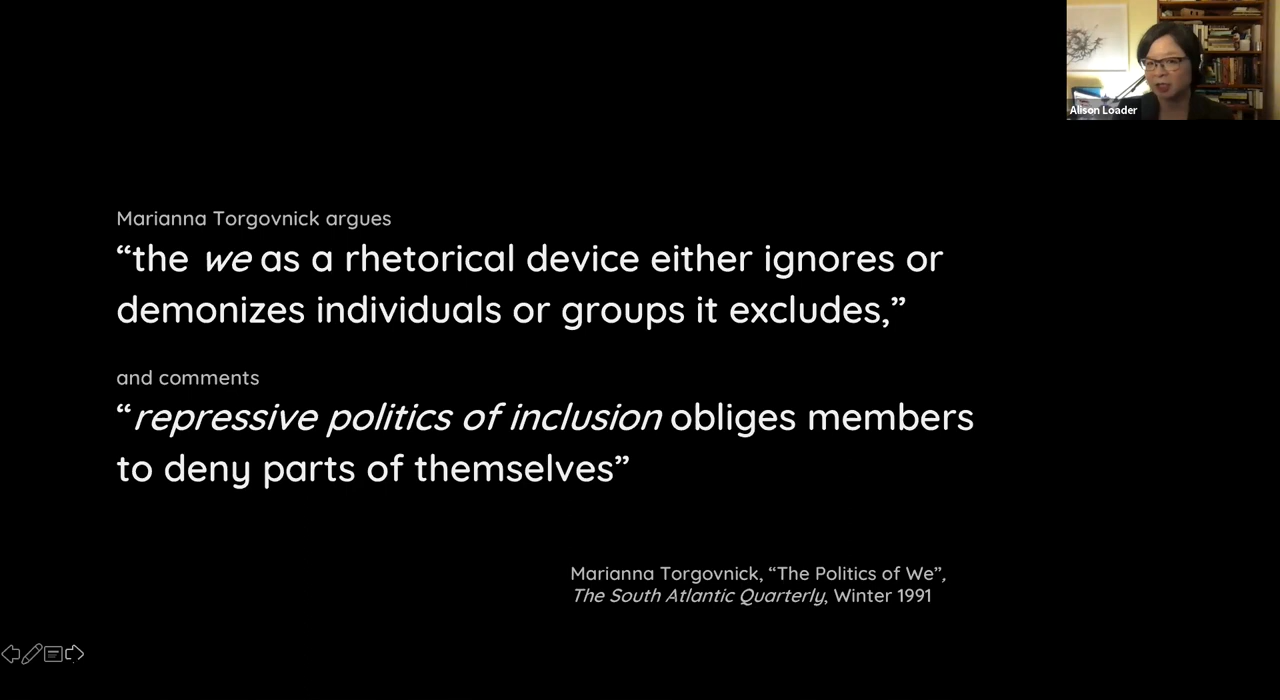 Alison Loader
Marianna Torgovnick argues
“the we as a rhetorical device either ignores or
demonizes individuals or groups it excludes,”
and comments
“repressive politics of inclusion obliges members
to deny parts of themselves”
Marianna Torgovnick, “The Politics of We”,
The South Atlantic Quarterly, Winter 1991